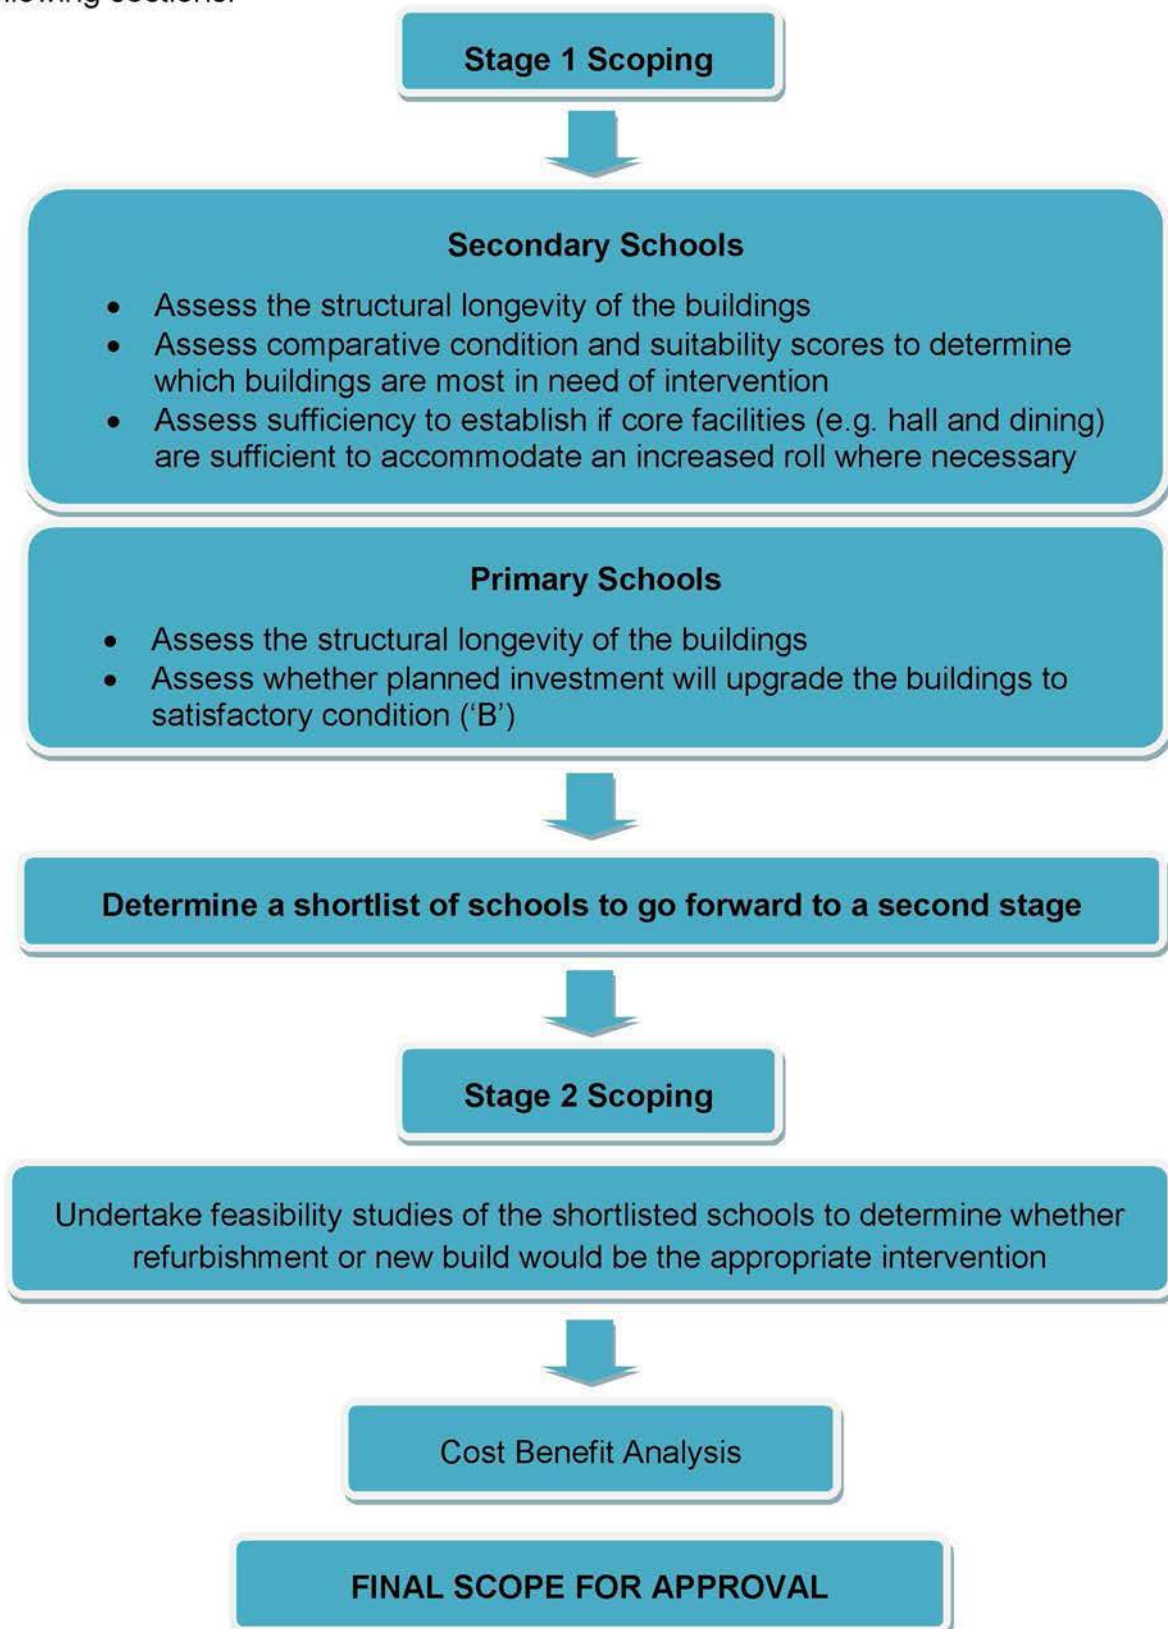 Stage 1 Scoping
Secondary Schools
• Assess the structural longevity of the buildings
• Assess comparative condition and suitability scores to determine
which buildings are most in need of intervention
• Assess sufficiency to establish if core facilities (e.g. hall and dining)
are sufficient to accommodate an increased roll where necessary
Primary Schools
• Assess the structural longevity of the buildings
• Assess whether planned investment will upgrade the buildings to
satisfactory condition (‘B’)
Determine a shortlist of schools to go forward to a second stage
Stage 2 Scoping
Undertake feasibility studies of the shortlisted schools to determine whether
refurbishment or new build would be the appropriate intervention
Cost Benefit Analysis
FINAL SCOPE FOR APPROVAL